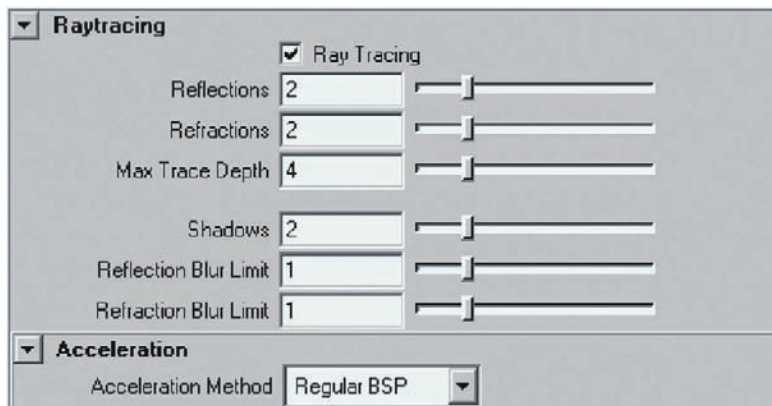 Raytracing
Ray Tracing
Reflections 2
Refractions 2
Max Trace Depth 4
Shadows 2
Reflection Blur Limit 1
Refraction Blur Limit 1
Acceleration
Acceleration Method Regular BSP